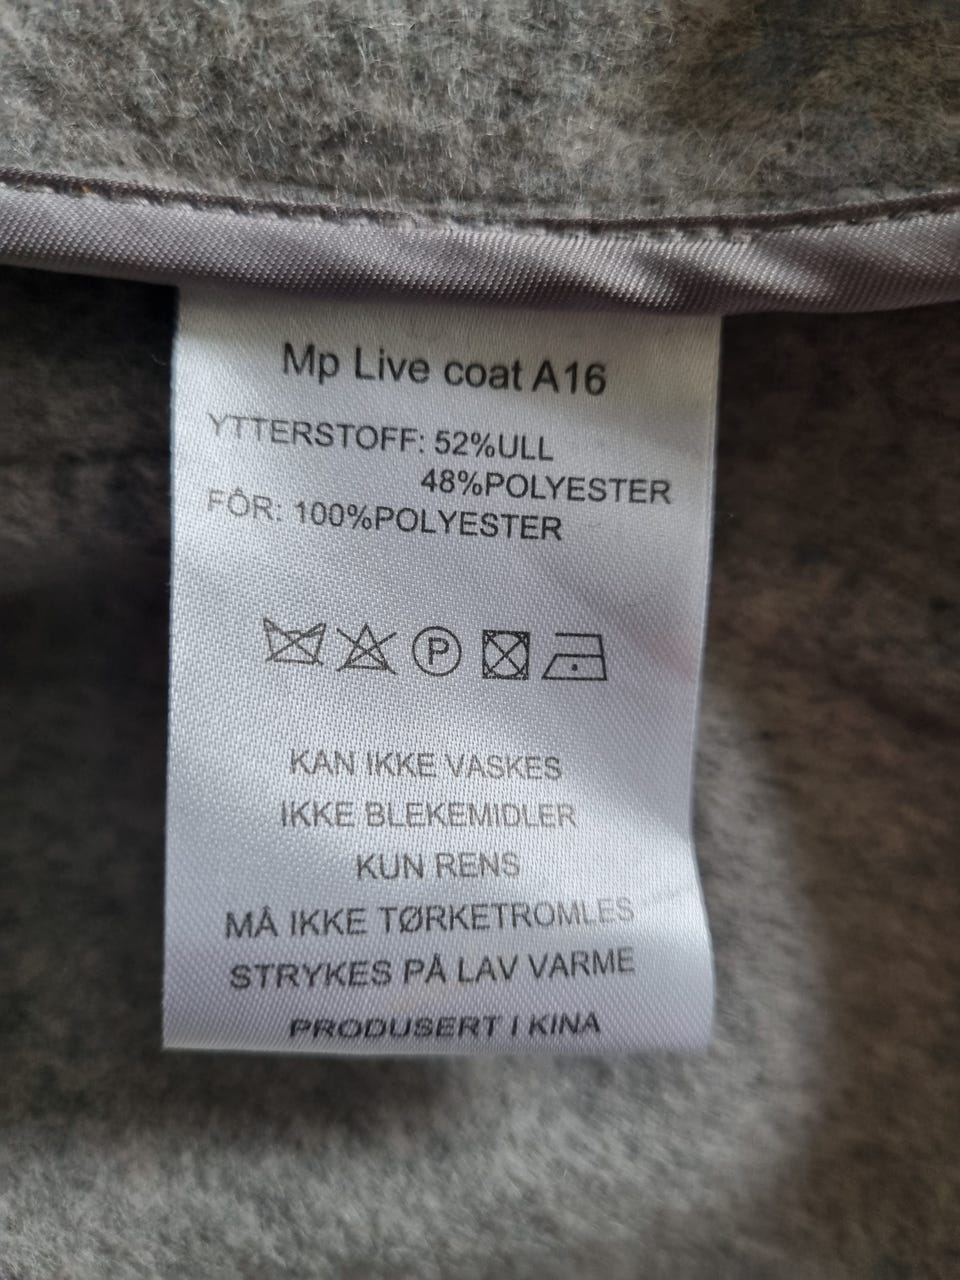 Mp Live coat A16
YTTERSTOFF: 52%ULL
48%POLYESTER
FÔR: 100%POLYESTER
P
KAN IKKE VASKES
IKKE BLEKEMIDLER
KUN RENS
MÅ IKKE TØRKETROMLES
STRYKES PÅ LAV VARME
PRODUSERT I KINA